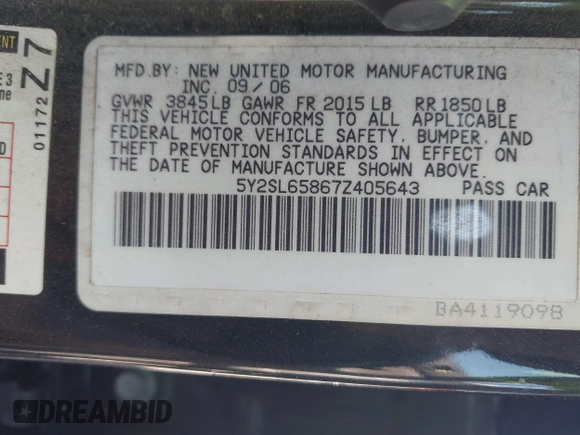 MFD.BY: NEW UNITED MOTOR MANUFACTURING
INC. 09/06
GVWR 3845LB GAWR FR 2015LB RR1850LB
THIS VEHICLE CONFORMS TO ALL APPLICABLE
FEDERAL MOTOR VEHICLE SAFETY, BUMPER, AND
THEFT PREVENTION STANDARDS IN EFFECT ON
THE DATE OF MANUFACTURE SHOWN ABOVE.
5Y2SL65867Z405643 PASS CAR
BA4119098
01172
Z7
DREAMBID